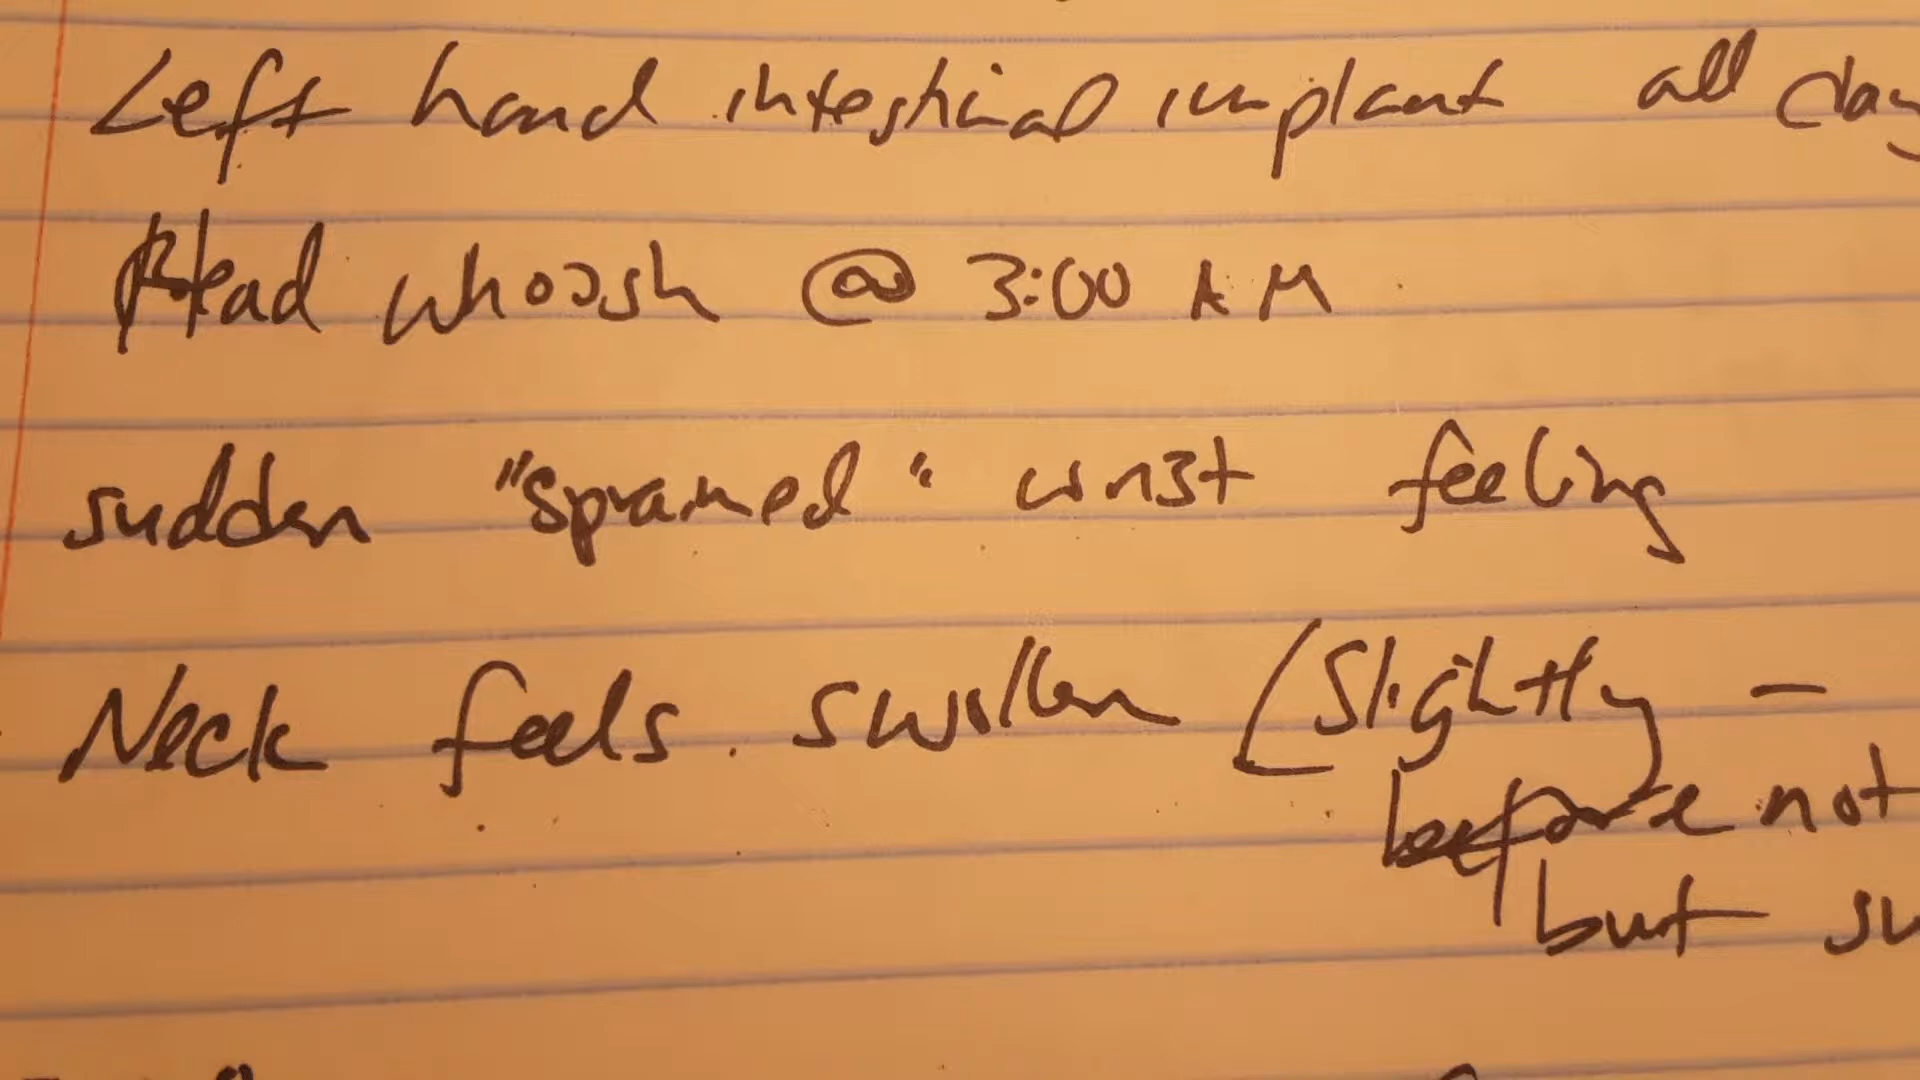 Left hand intestinal implant all day
Head whoosh @ 3:00 AM
sudden "sprained" wrist feeling
Neck feels swollen (Slightly -
before not
but